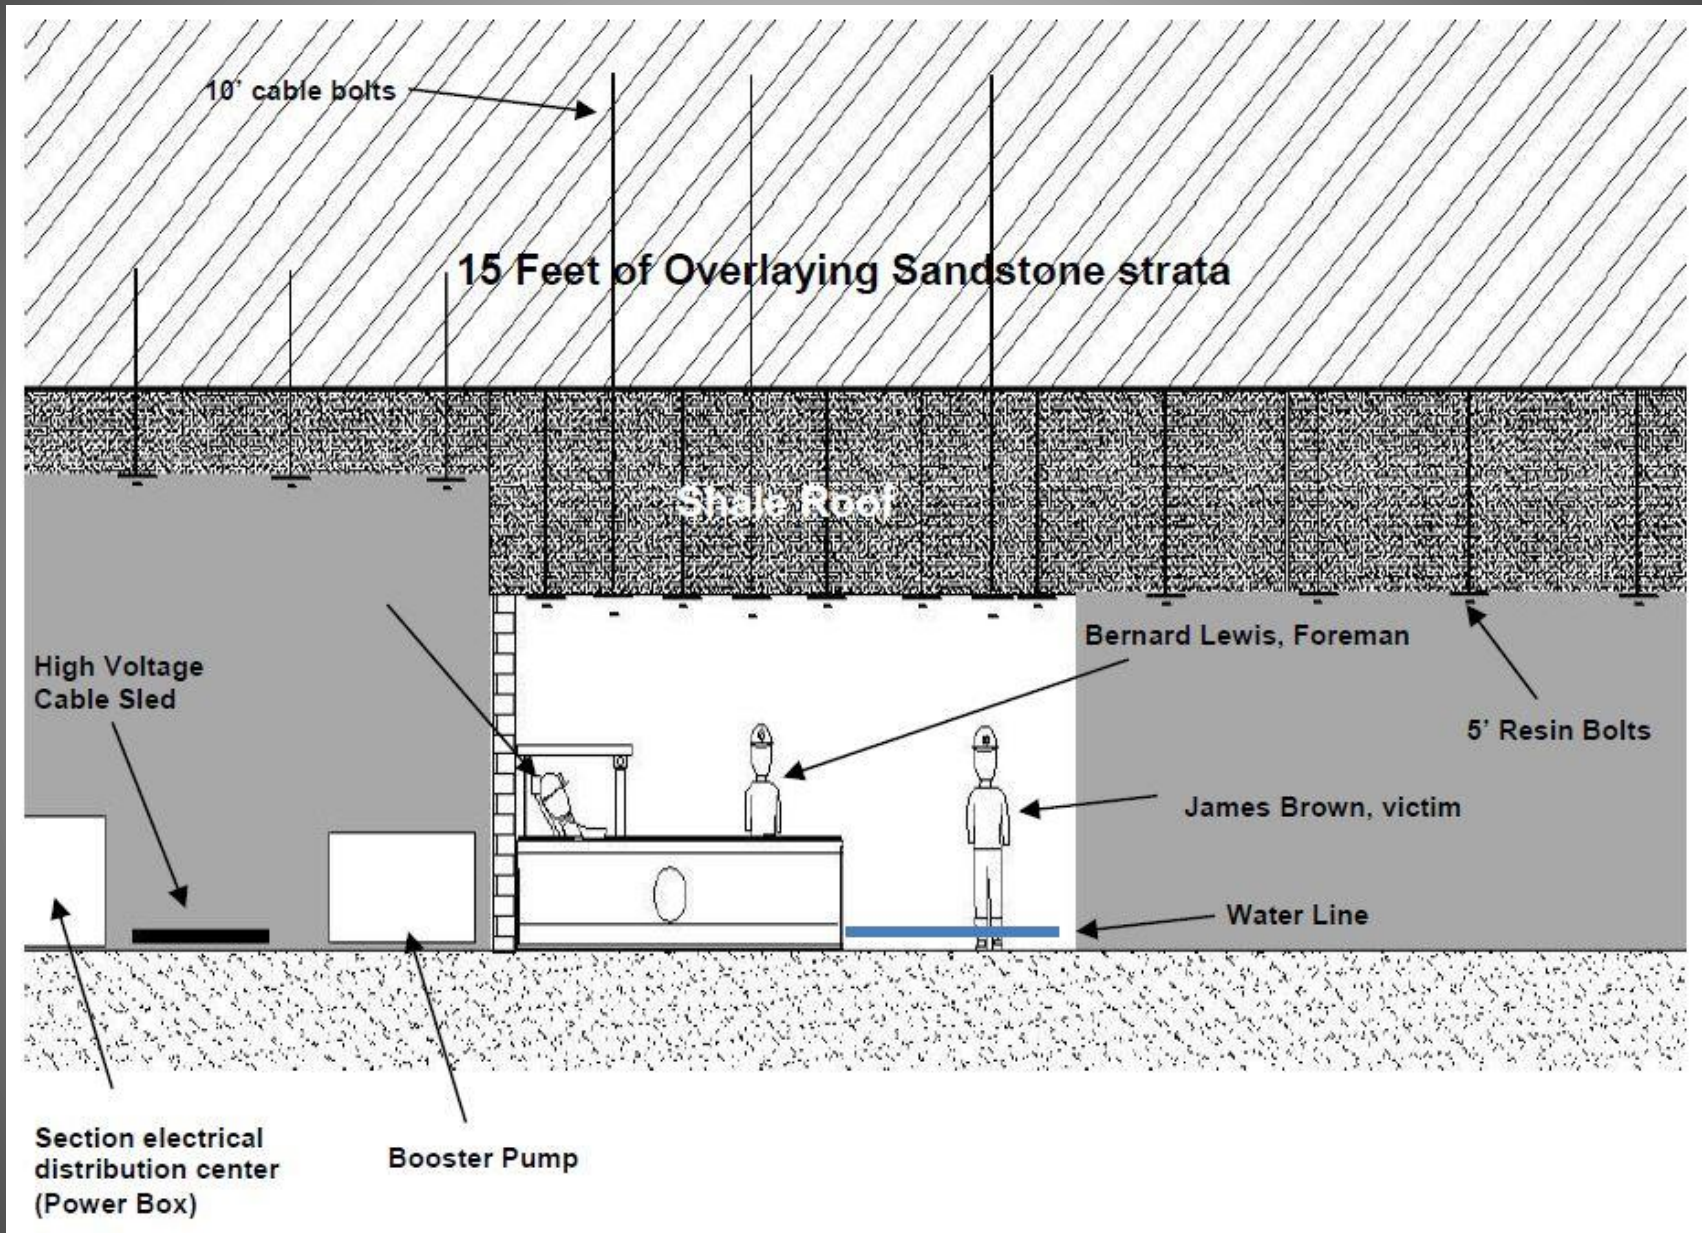 10' cable bolts
15 Feet of Overlaying Sandstone strata
Shale Roof
Bernard Lewis, Foreman
High Voltage
Cable Sled
5' Resin Bolts
James Brown, victim
Water Line
Section electrical
distribution center
(Power Box)
Booster Pump